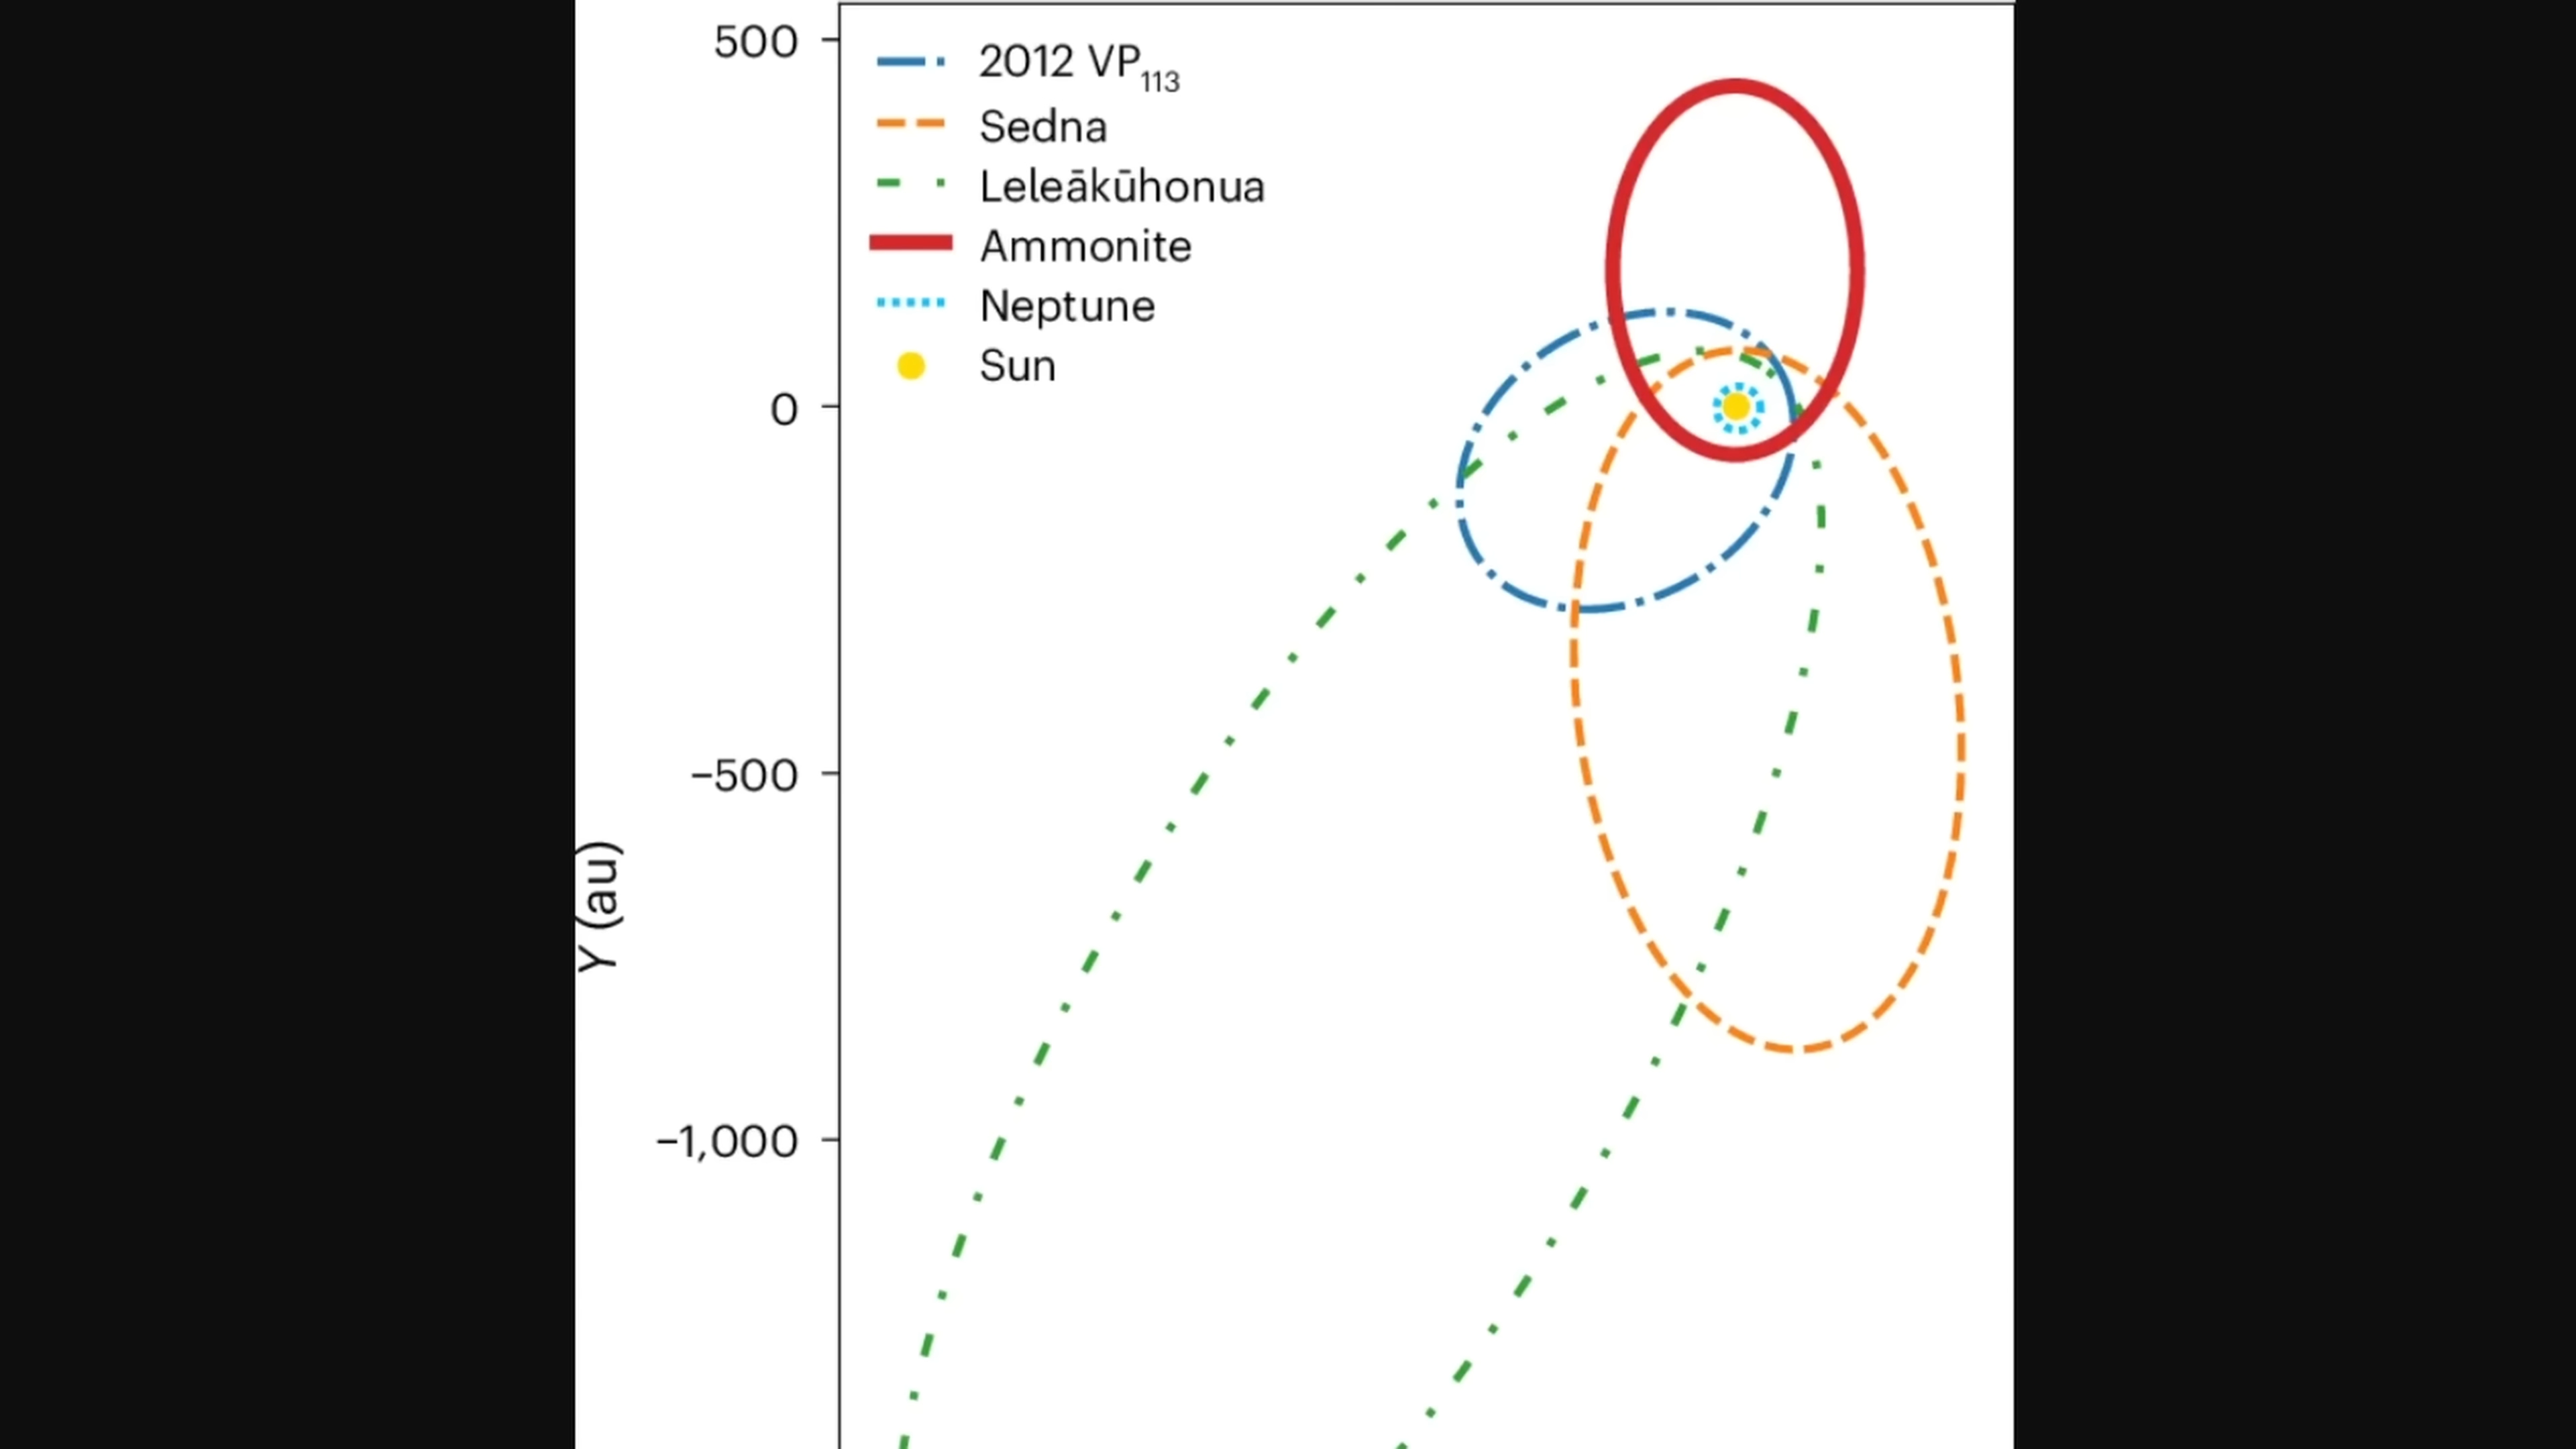 500
2012 VP113
Sedna
Leleākūhonua
Ammonite
Neptune
Sun
0
−500
Y (au)
−1,000